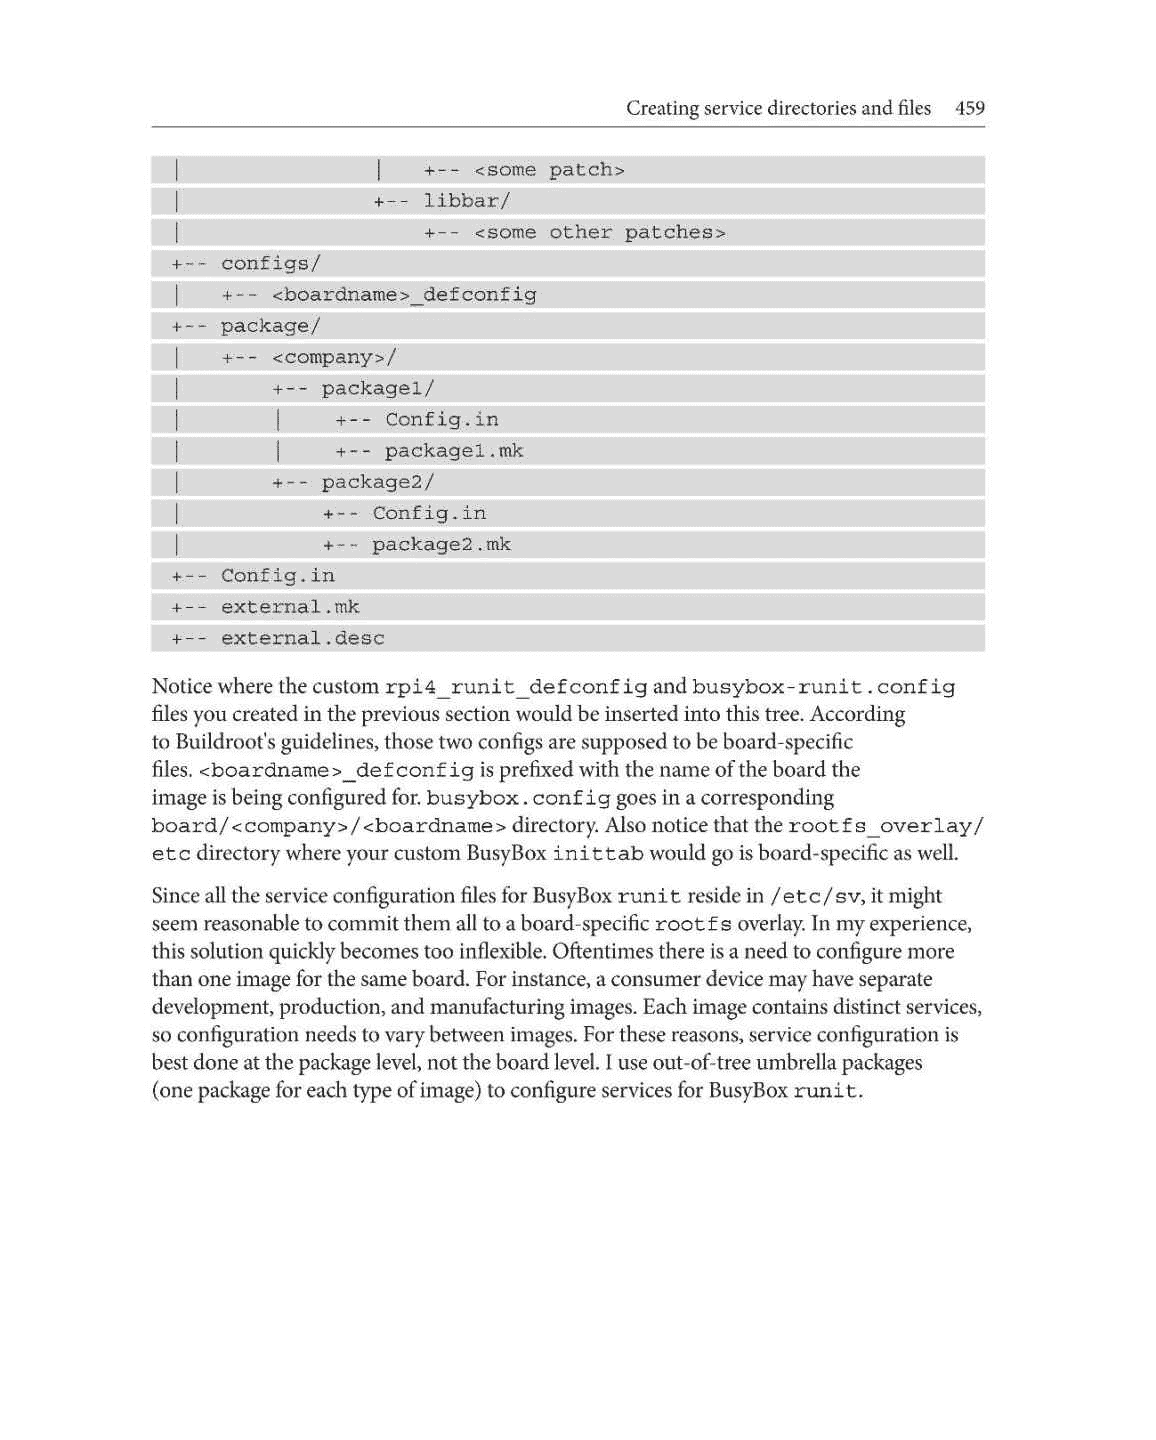 Creating service directories and files 459
|                |   +-- <some patch>
|               +-- libbar/
|                   +-- <some other patches>
+-- configs/
|   +-- <boardname>_defconfig
+-- package/
|   +-- <company>/
|       +-- package1/
|       |    +-- Config.in
|       |    +-- package1.mk
|       +-- package2/
|           +-- Config.in
|           +-- package2.mk
+-- Config.in
+-- external.mk
+-- external.desc
Notice where the custom rpi4_runit_defconfig and busybox-runit.config
files you created in the previous section would be inserted into this tree. According
to Buildroot's guidelines, those two configs are supposed to be board-specific
files. <boardname>_defconfig is prefixed with the name of the board the
image is being configured for. busybox.config goes in a corresponding
board/<company>/<boardname> directory. Also notice that the rootfs_overlay/
etc directory where your custom BusyBox inittab would go is board-specific as well.
Since all the service configuration files for BusyBox runit reside in /etc/sv, it might
seem reasonable to commit them all to a board-specific rootfs overlay. In my experience,
this solution quickly becomes too inflexible. Oftentimes there is a need to configure more
than one image for the same board. For instance, a consumer device may have separate
development, production, and manufacturing images. Each image contains distinct services,
so configuration needs to vary between images. For these reasons, service configuration is
best done at the package level, not the board level. I use out-of-tree umbrella packages
(one package for each type of image) to configure services for BusyBox runit.